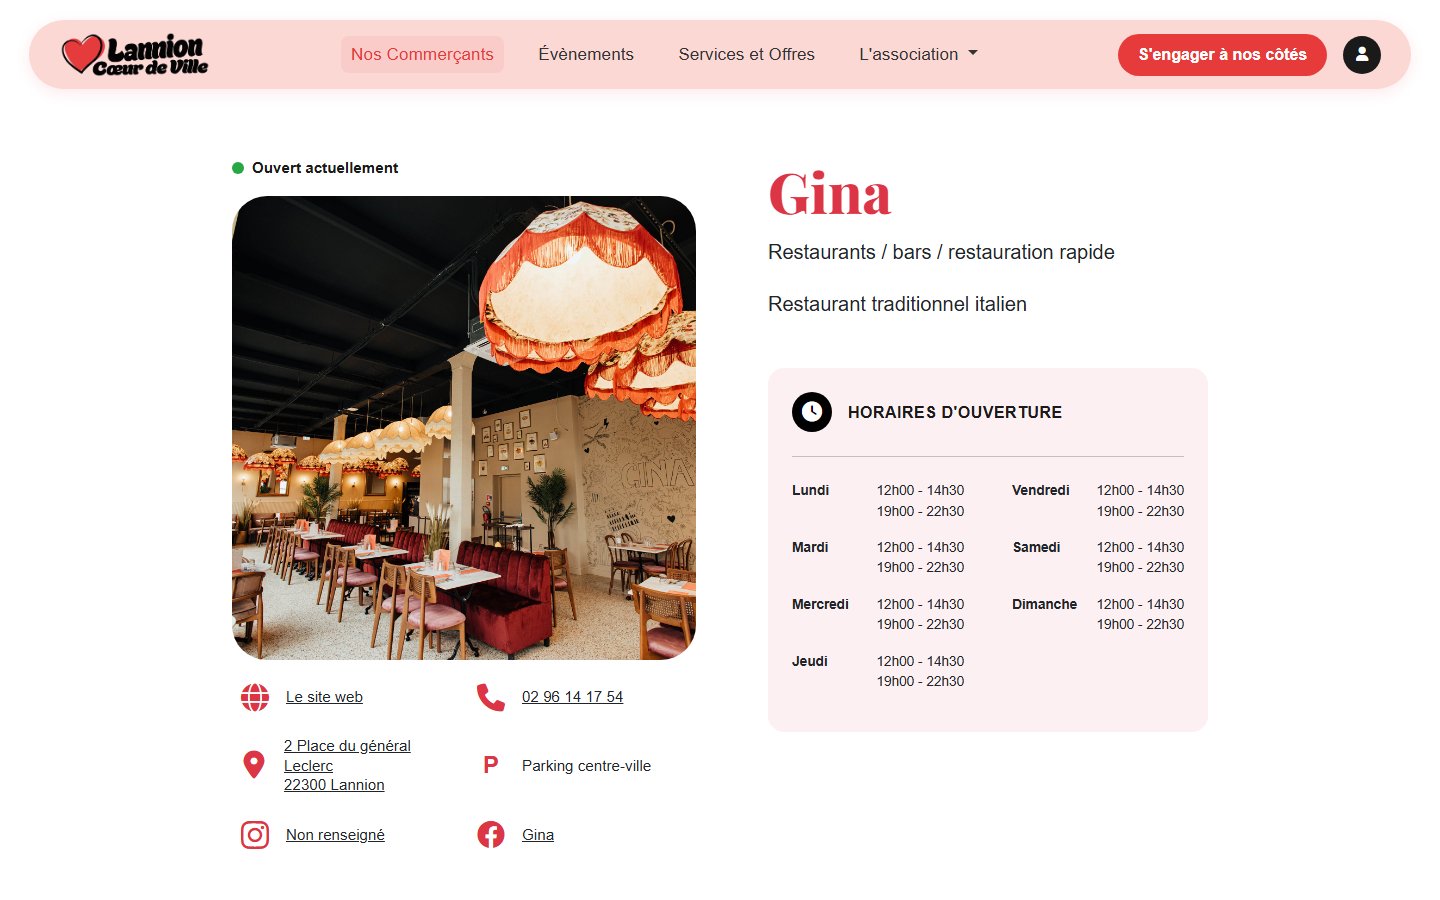 Lannion
Cœur de Ville
Nos Commerçants
Évènements
Services et Offres
L'association
S'engager à nos côtés
Ouvert actuellement
GINA
Le site web
02 96 14 17 54
2 Place du général
Leclerc
22300 Lannion
P
Parking centre-ville
Non renseigné
Gina
Gina
Restaurants / bars / restauration rapide
Restaurant traditionnel italien
HORAIRES D'OUVERTURE
Lundi 12h00 - 14h30
19h00 - 22h30
Mardi 12h00 - 14h30
19h00 - 22h30
Mercredi 12h00 - 14h30
19h00 - 22h30
Jeudi 12h00 - 14h30
19h00 - 22h30
Vendredi 12h00 - 14h30
19h00 - 22h30
Samedi 12h00 - 14h30
19h00 - 22h30
Dimanche 12h00 - 14h30
19h00 - 22h30